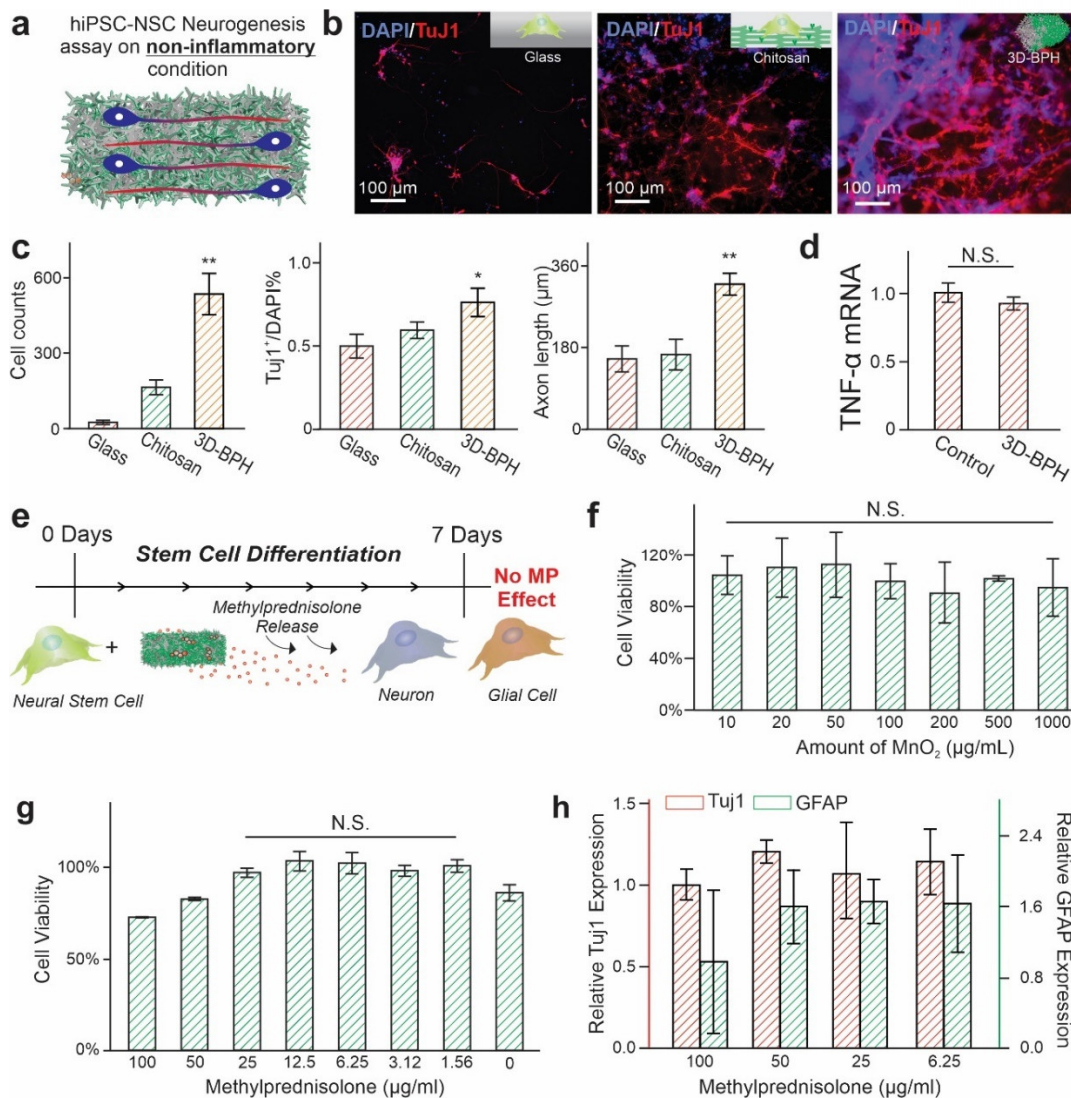 a
hiPSC-NSC Neurogenesis
assay on non-inflammatory
condition
b
DAPI/TuJ1
Glass
100 µm
DAPI/TuJ1
Chitosan
100 µm
DAPI/TuJ1
3D-BPH
100 µm
c
Cell counts
600
300
0
Glass
Chitosan
3D-BPH
**
Tuj1+/DAPI%
1.0
0.5
0
Glass
Chitosan
3D-BPH
*
Axon length (µm)
360
180
0
Glass
Chitosan
3D-BPH
**
d
N.S.
TNF-α mRNA
1.0
0.5
0
Control
3D-BPH
e
0 Days
7 Days
Stem Cell Differentiation
No MP
Effect
Methylprednisolone
Release
+
Neural Stem Cell
Neuron
Glial Cell
f
N.S.
Cell Viability
120%
80%
40%
0%
10 20 50 100 200 500 1000
Amount of MnO₂ (µg/mL)
g
N.S.
Cell Viability
100%
50%
0%
100 50 25 12.5 6.25 3.12 1.56 0
Methylprednisolone (µg/ml)
h
Tuj1 GFAP
Relative Tuj1 Expression
1.5
1.0
0.5
0.0
Relative GFAP Expression
2.4
1.6
0.8
0.0
100 50 25 6.25
Methylprednisolone (µg/ml)